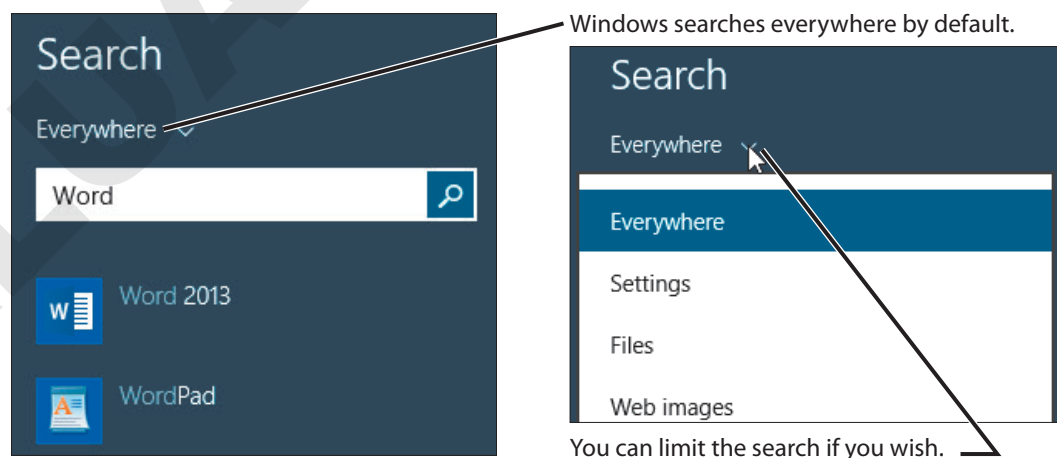 Windows searches everywhere by default.
Search
Everywhere
Word
Word 2013
WordPad
Search
Everywhere
Everywhere
Settings
Files
Web images
You can limit the search if you wish.